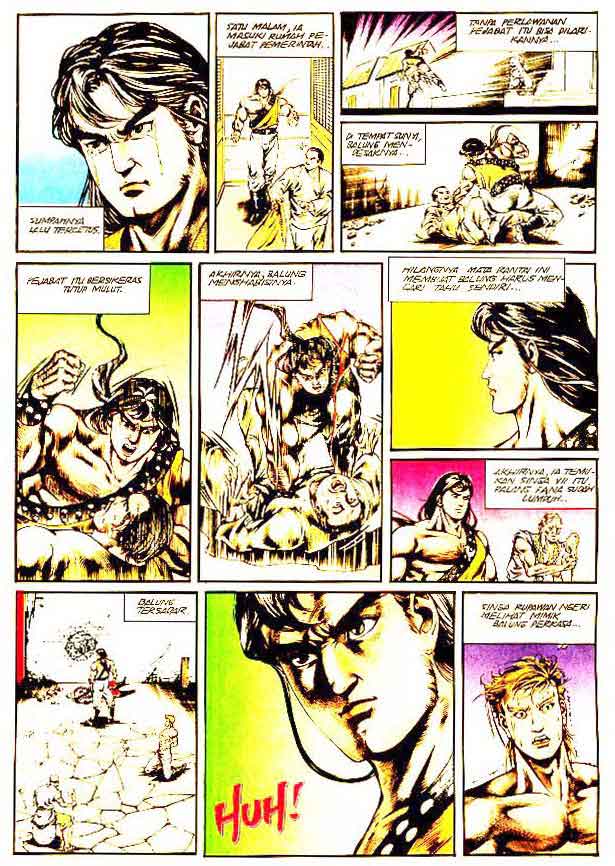 SUMPAHNYA
LALU TERCETUS.
SATU MALAM, IA
MASUKI RUMAH PE-
JABAT PEMERINTAH..
TANPA PERLAWANAN
PEJABAT ITU BISA DILARI-
KANNYA...
DI TEMPAT SUNYI,
BALUNG MEN-
DESAKNYA..
PEJABAT ITU BERSIKERAS
TUTUP MULUT.
AKHIRNYA, BALUNG
MENGHABISINYA.
HILANGNYA MATA RANTAI INI
MEMBUAT BALUNG HARUS MEN-
CARI TAHU SENDIRI...
AKHIRNYA, IA TEMU-
KAN SINGA VII ITU,
BALUNG FANA SUDAH
LUMPUH..
BALUNG
TERSADAR.
HUH!
SINGA RUPAWAN NGERI
MELIHAT MIMIK
BALUNG PERKASA...